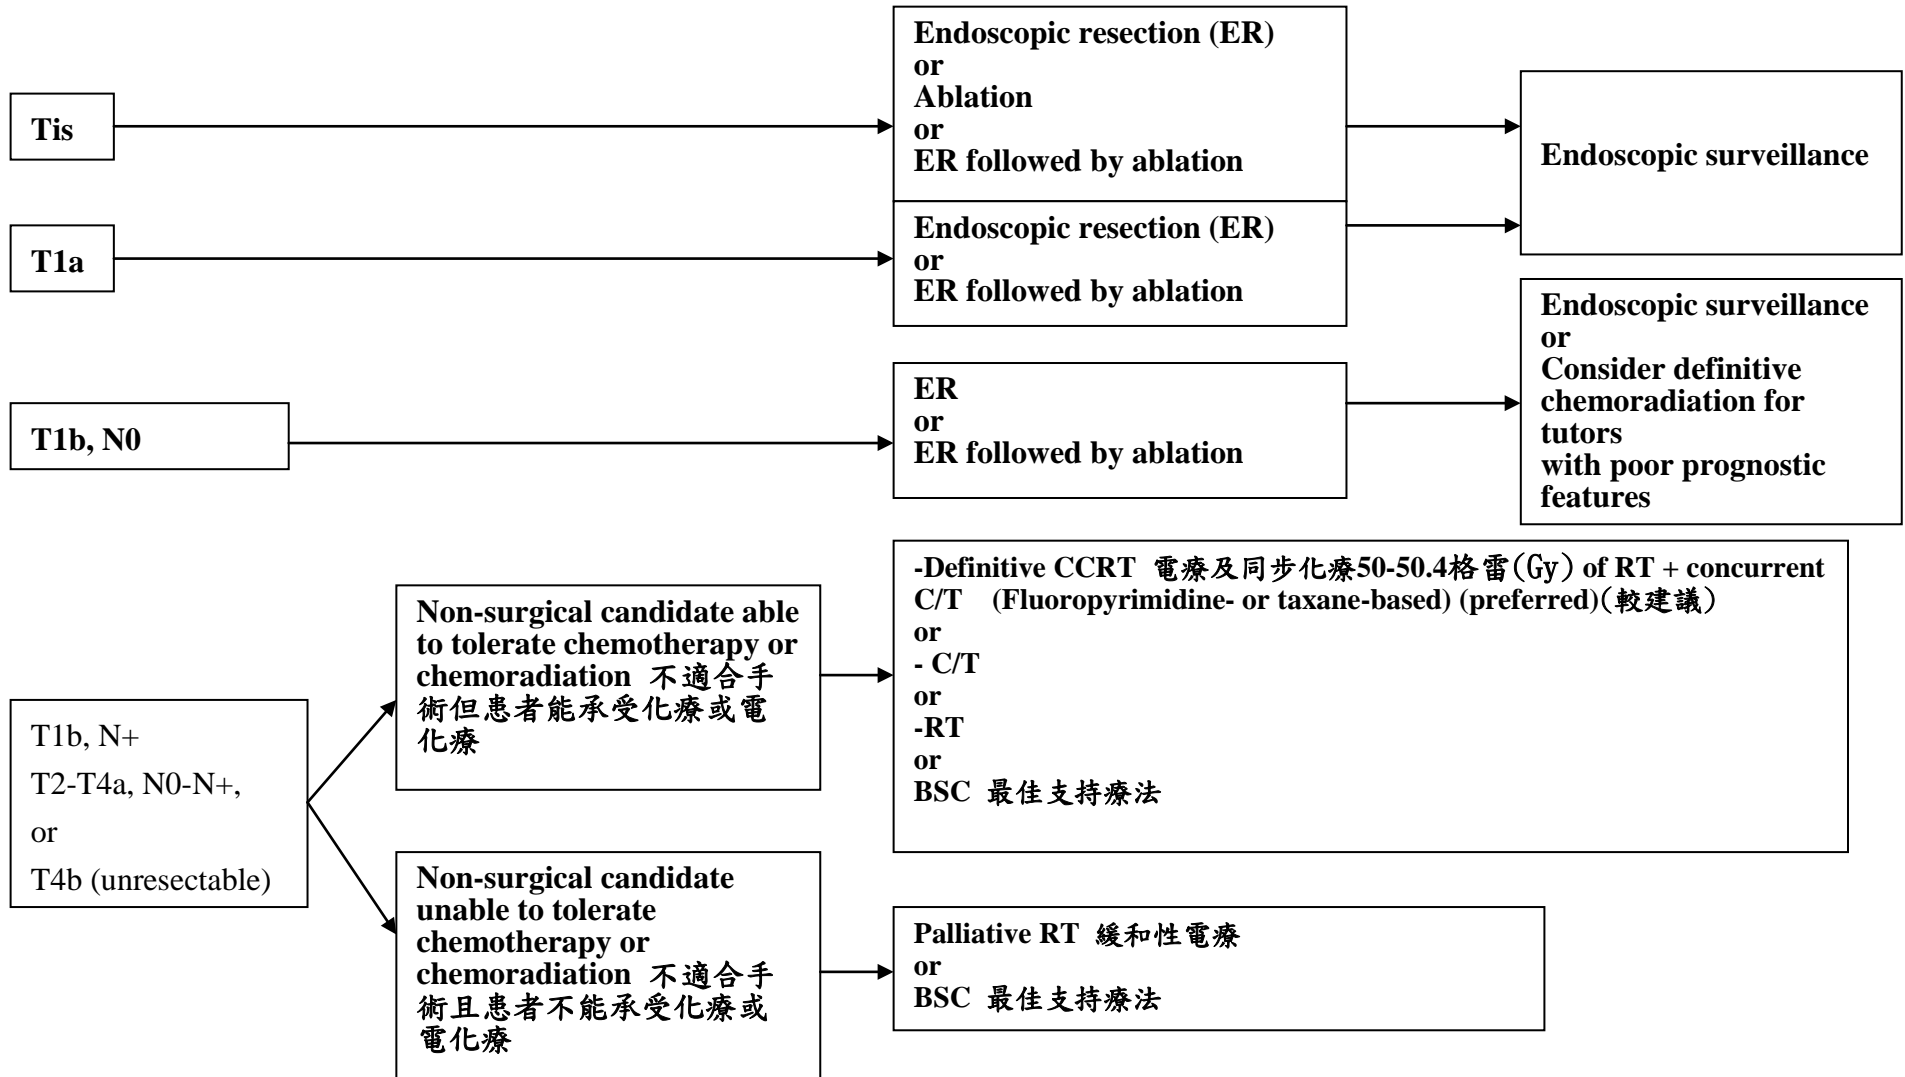 Tis
Endoscopic resection (ER)
or
Ablation
or
ER followed by ablation
Endoscopic surveillance
T1a
Endoscopic resection (ER)
or
ER followed by ablation
T1b, N0
ER
or
ER followed by ablation
Endoscopic surveillance
or
Consider definitive
chemoradiation for
tutors
with poor prognostic
features
T1b, N+
T2-T4a, N0-N+,
or
T4b (unresectable)
Non-surgical candidate able
to tolerate chemotherapy or
chemoradiation 不適合手
術但患者能承受化療或電
化療
-Definitive CCRT 電療及同步化療50-50.4格雷(Gy) of RT + concurrent
C/T (Fluoropyrimidine- or taxane-based) (preferred)(較建議)
or
- C/T
or
-RT
or
BSC 最佳支持療法
Non-surgical candidate
unable to tolerate
chemotherapy or
chemoradiation 不適合手
術且患者不能承受化療或
電化療
Palliative RT 緩和性電療
or
BSC 最佳支持療法